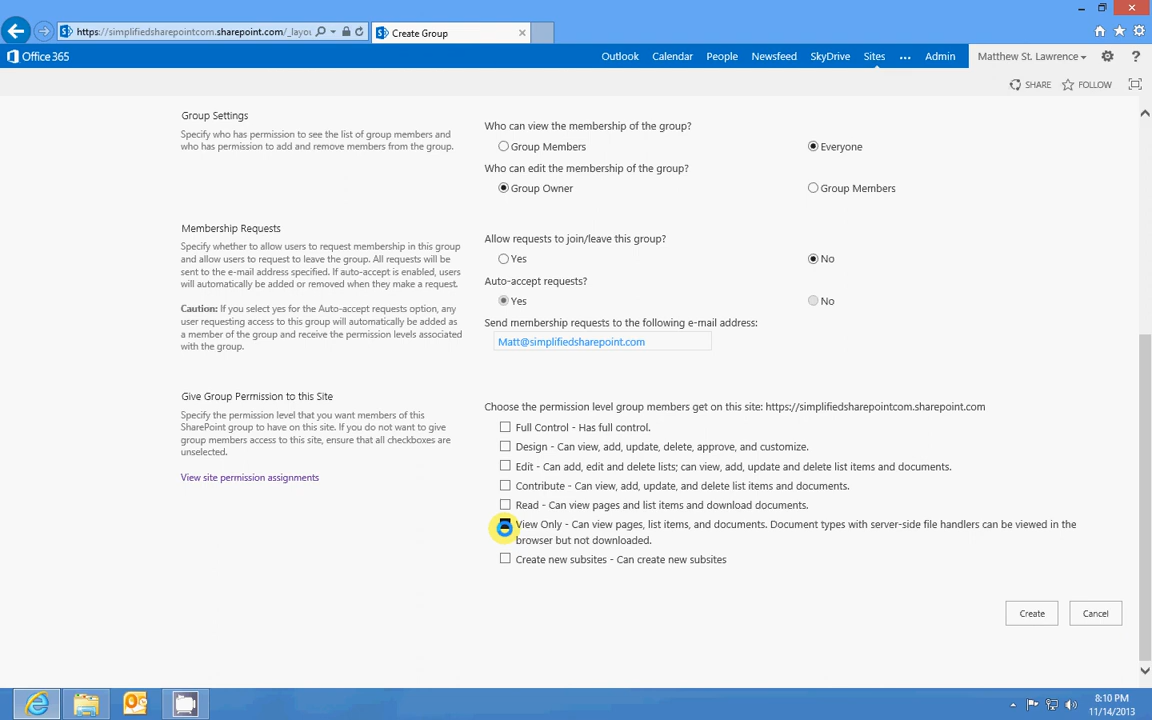 https://simplifiedsharepointcom.sharepoint.com/_layou
Create Group
Office 365
Outlook Calendar People Newsfeed SkyDrive Sites ... Admin Matthew St. Lawrence ?
SHARE FOLLOW
Group Settings
Specify who has permission to see the list of group members and
who has permission to add and remove members from the group.
Who can view the membership of the group?
Group Members Everyone
Who can edit the membership of the group?
Group Owner Group Members
Membership Requests
Specify whether to allow users to request membership in this group
and allow users to request to leave the group. All requests will be
sent to the e-mail address specified. If auto-accept is enabled, users
will automatically be added or removed when they make a request.
Caution: If you select yes for the Auto-accept requests option, any
user requesting access to this group will automatically be added as
a member of the group and receive the permission levels associated
with the group.
Allow requests to join/leave this group?
Yes No
Auto-accept requests?
Yes No
Send membership requests to the following e-mail address:
Matt@simplifiedsharepoint.com
Give Group Permission to this Site
Specify the permission level that you want members of this
SharePoint group to have on this site. If you do not want to give
group members access to this site, ensure that all checkboxes are
unselected.
View site permission assignments
Choose the permission level group members get on this site: https://simplifiedsharepointcom.sharepoint.com
Full Control - Has full control.
Design - Can view, add, update, delete, approve, and customize.
Edit - Can add, edit and delete lists; can view, add, update and delete list items and documents.
Contribute - Can view, add, update, and delete list items and documents.
Read - Can view pages and list items and download documents.
View Only - Can view pages, list items, and documents. Document types with server-side file handlers can be viewed in the
browser but not downloaded.
Create new subsites - Can create new subsites
Create Cancel
8:10 PM
11/14/2013